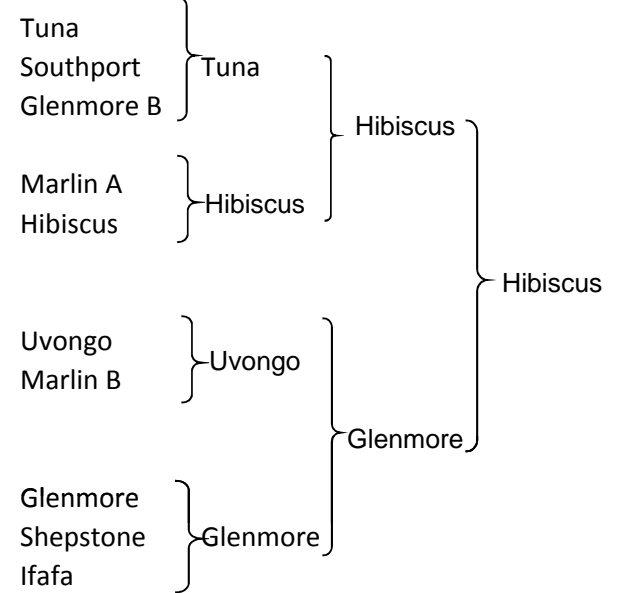 Tuna
Southport
Glenmore B
Tuna
Marlin A
Hibiscus
Hibiscus
Hibiscus
Uvongo
Marlin B
Uvongo
Glenmore
Shepstone
Ifafa
Glenmore
Glenmore
Hibiscus